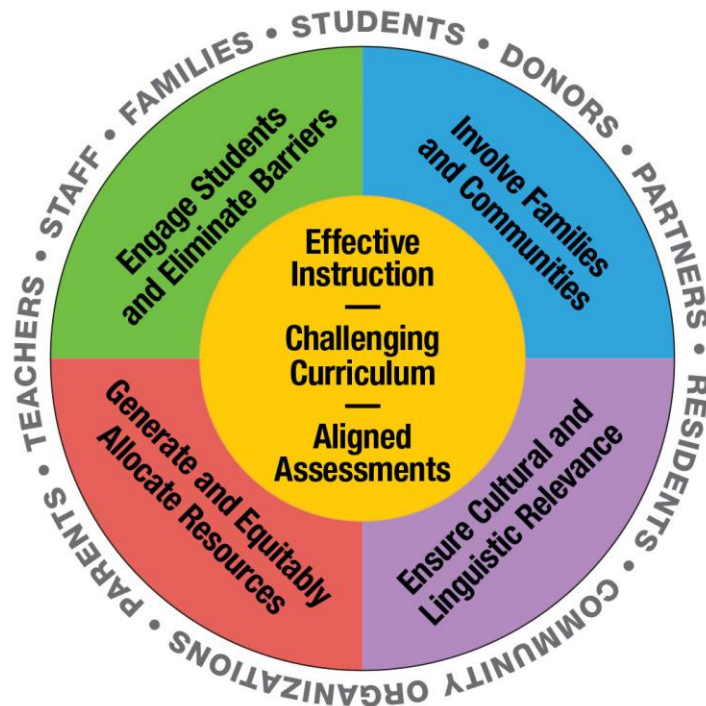 STUDENTS • DONORS • PARTNERS • RESIDENTS • COMMUNITY ORGANIZATIONS • PARENTS • TEACHERS • STAFF • FAMILIES •
Engage Students
and Eliminate Barriers
Involve Families
and Communities
Effective
Instruction
—
Challenging
Curriculum
—
Aligned
Assessments
Generate and Equitably
Allocate Resources
Ensure Cultural and
Linguistic Relevance